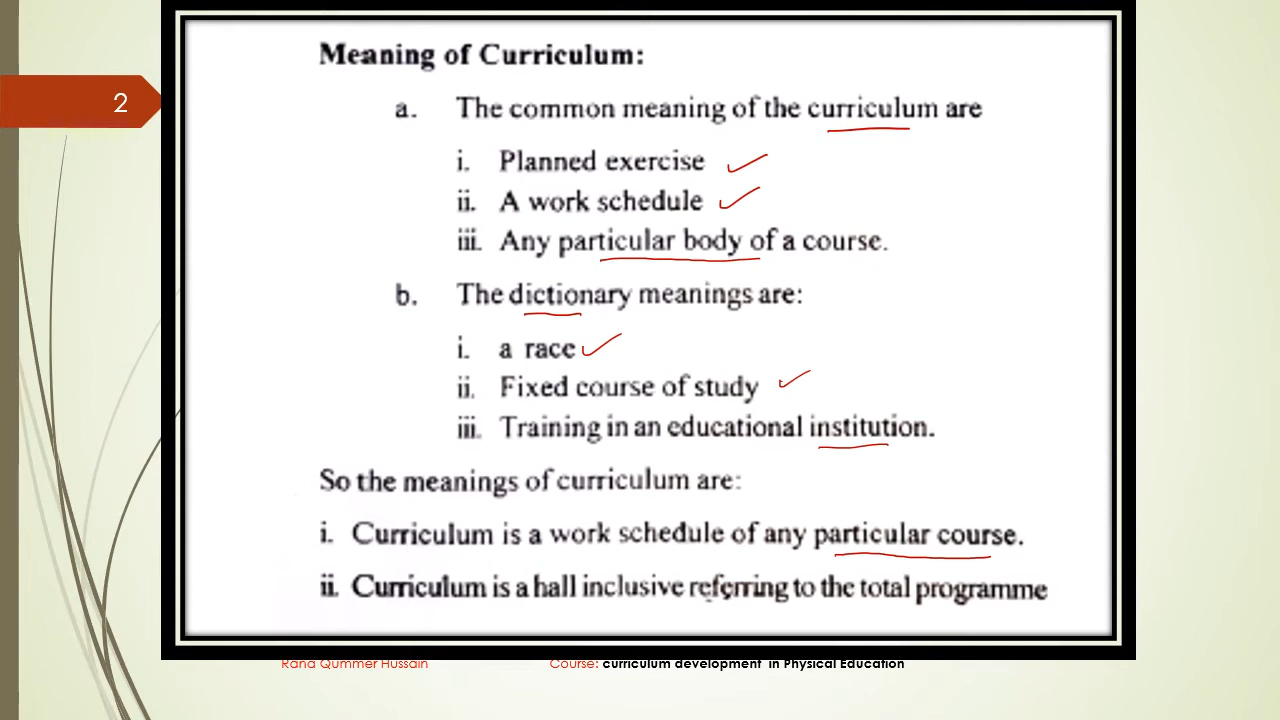 2
Meaning of Curriculum:
a. The common meaning of the curriculum are
i. Planned exercise
ii. A work schedule
iii. Any particular body of a course.
b. The dictionary meanings are:
i. a race
ii. Fixed course of study
iii. Training in an educational institution.
So the meanings of curriculum are:
i. Curriculum is a work schedule of any particular course.
ii. Curriculum is a hall inclusive referring to the total programme
Rana Qummer Hussain Course: curriculum development in Physical Education